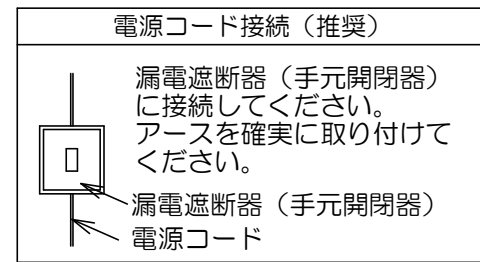 電源コード接続（推奨）
漏電遮断器（手元開閉器）
に接続してください。
アースを確実に取り付けて
ください。
漏電遮断器（手元開閉器）
電源コード